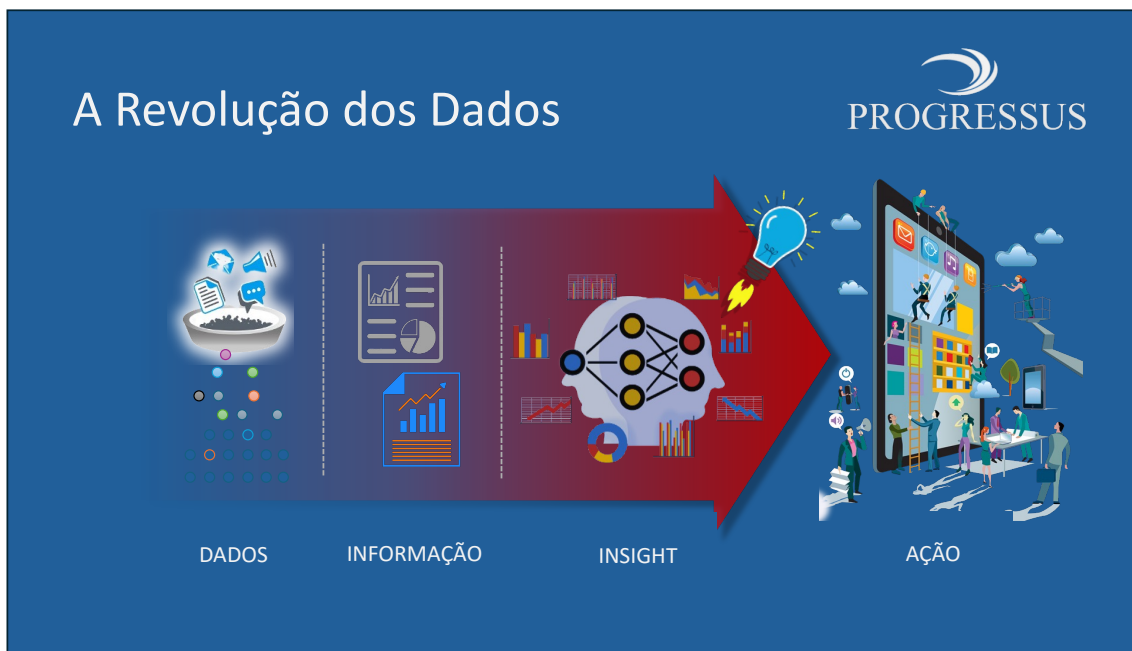 A Revolução dos Dados
PROGRESSUS
DADOS
INFORMAÇÃO
INSIGHT
AÇÃO